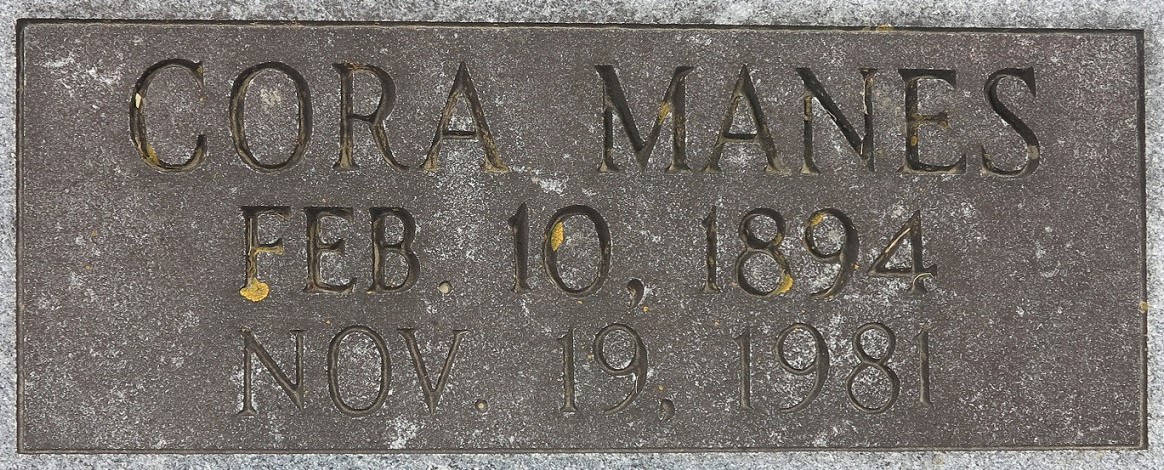 CORA MANES
FEB. 10, 1894
NOV. 19, 1981